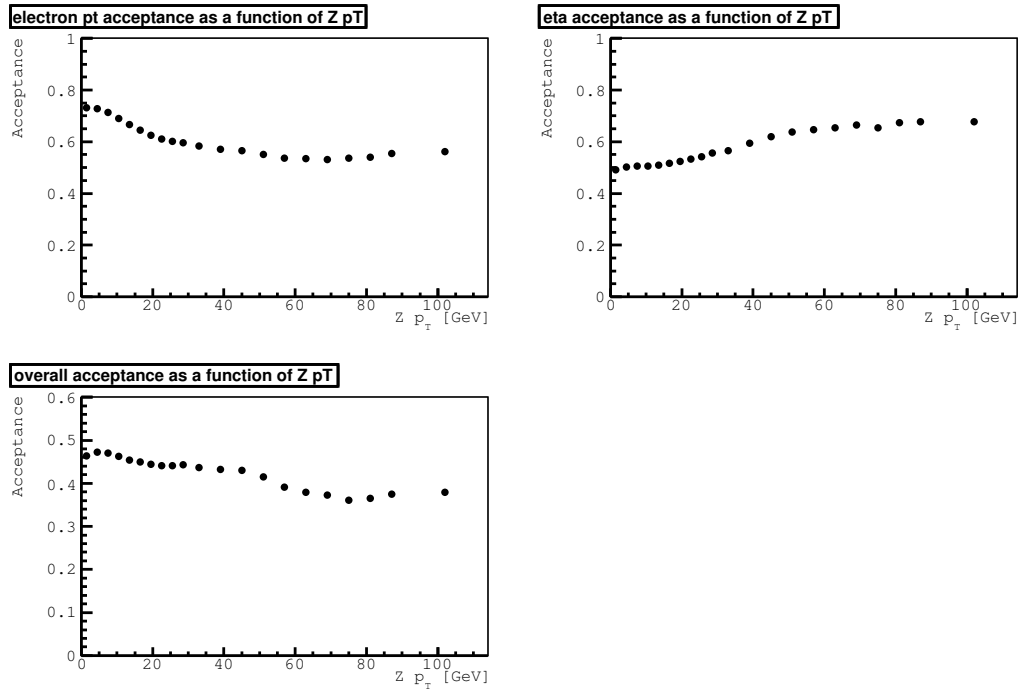 electron pt acceptance as a function of Z pT
Acceptance
1
0.8
0.6
0.4
0.2
0
0 20 40 60 80 100
Z p_T [GeV]
eta acceptance as a function of Z pT
Acceptance
1
0.8
0.6
0.4
0.2
0
0 20 40 60 80 100
Z p_T [GeV]
overall acceptance as a function of Z pT
Acceptance
0.6
0.5
0.4
0.3
0.2
0.1
0
0 20 40 60 80 100
Z p_T [GeV]